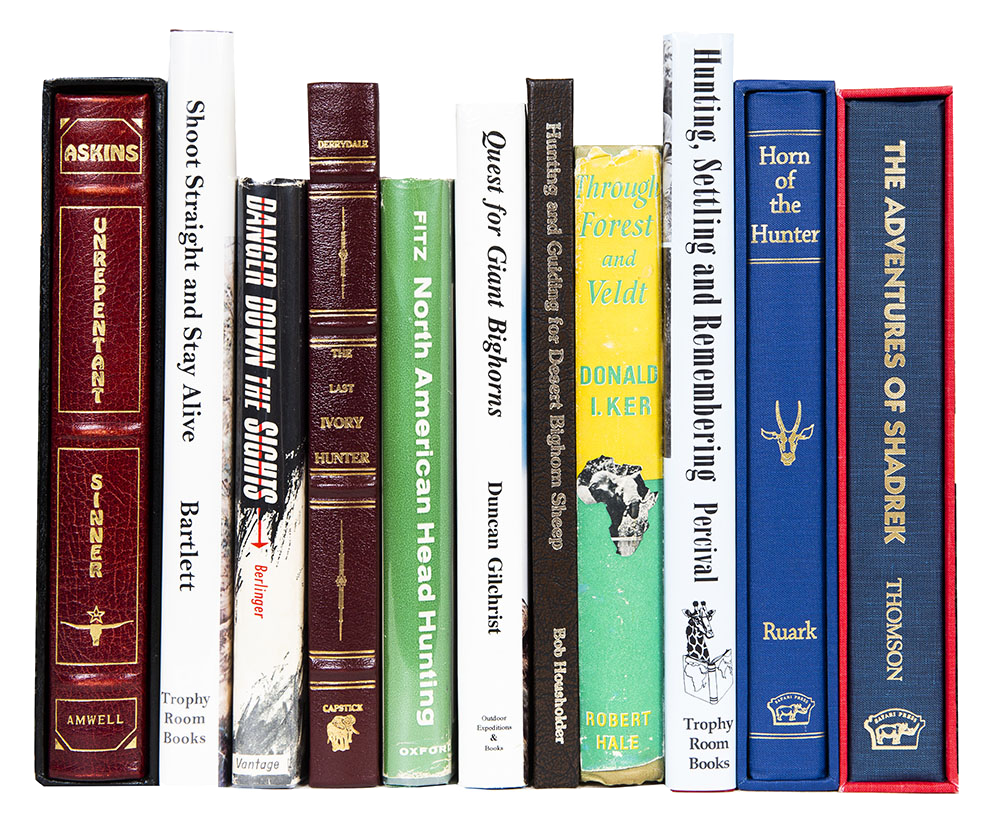 ASKINS
UNREPENTANT
SINNER
AMWELL
Shoot Straight and Stay Alive Bartlett
Trophy
Room
Books
DANGER DOWN THE SIGHTS Berlinger
Vantage
DERRYDALE
THE
LAST
IVORY
HUNTER
CAPSTICK
FITZ North American Head Hunting
OXFORD
Quest for Giant Bighorns Duncan Gilchrist
Outdoor
Expeditions
&
Books
Hunting and Guiding for Desert Bighorn Sheep Bob Housholder
Through
Forest
and
Veldt
DONALD
I. KER
ROBERT
HALE
Hunting, Settling and Remembering Percival
Trophy
Room
Books
Horn
of
the
Hunter
Ruark
SAFARI PRESS
THE ADVENTURES OF SHADREK THOMSON
SAFARI PRESS